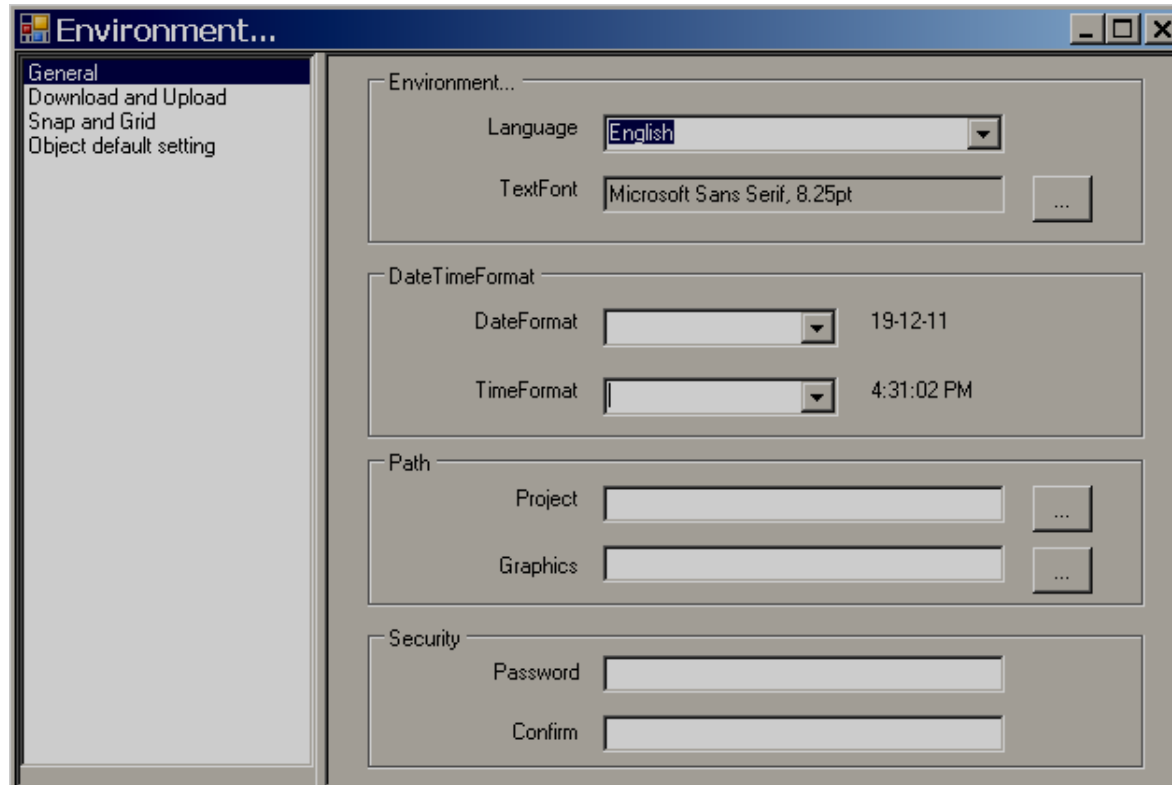 Environment...
General
Download and Upload
Snap and Grid
Object default setting
Environment...
Language English
TextFont Microsoft Sans Serif, 8.25pt ...
DateTimeFormat
DateFormat 19-12-11
TimeFormat 4:31:02 PM
Path
Project ...
Graphics ...
Security
Password
Confirm